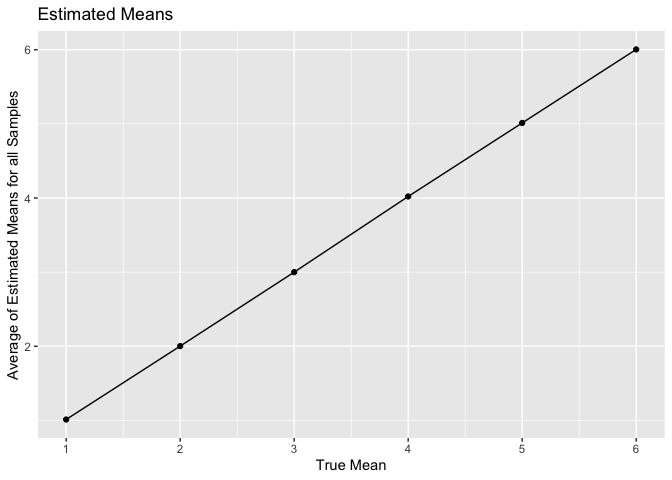 Estimated Means
Average of Estimated Means for all Samples
6
4
2
1 2 3 4 5 6
True Mean